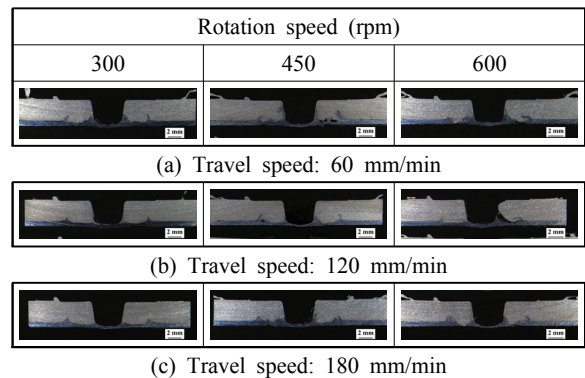 Rotation speed (rpm)
300 450 600
2 mm 2 mm 2 mm
(a) Travel speed: 60 mm/min
2 mm 2 mm 2 mm
(b) Travel speed: 120 mm/min
2 mm 2 mm 2 mm
(c) Travel speed: 180 mm/min